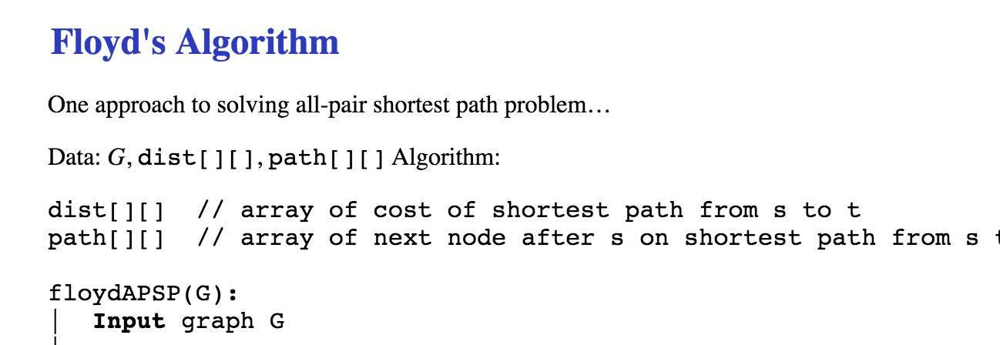 Floyd's Algorithm
One approach to solving all-pair shortest path problem…
Data: G, dist[][], path[][] Algorithm:
dist[][]  // array of cost of shortest path from s to t
path[][]  // array of next node after s on shortest path from s
floydAPSP(G):
|  Input graph G
|